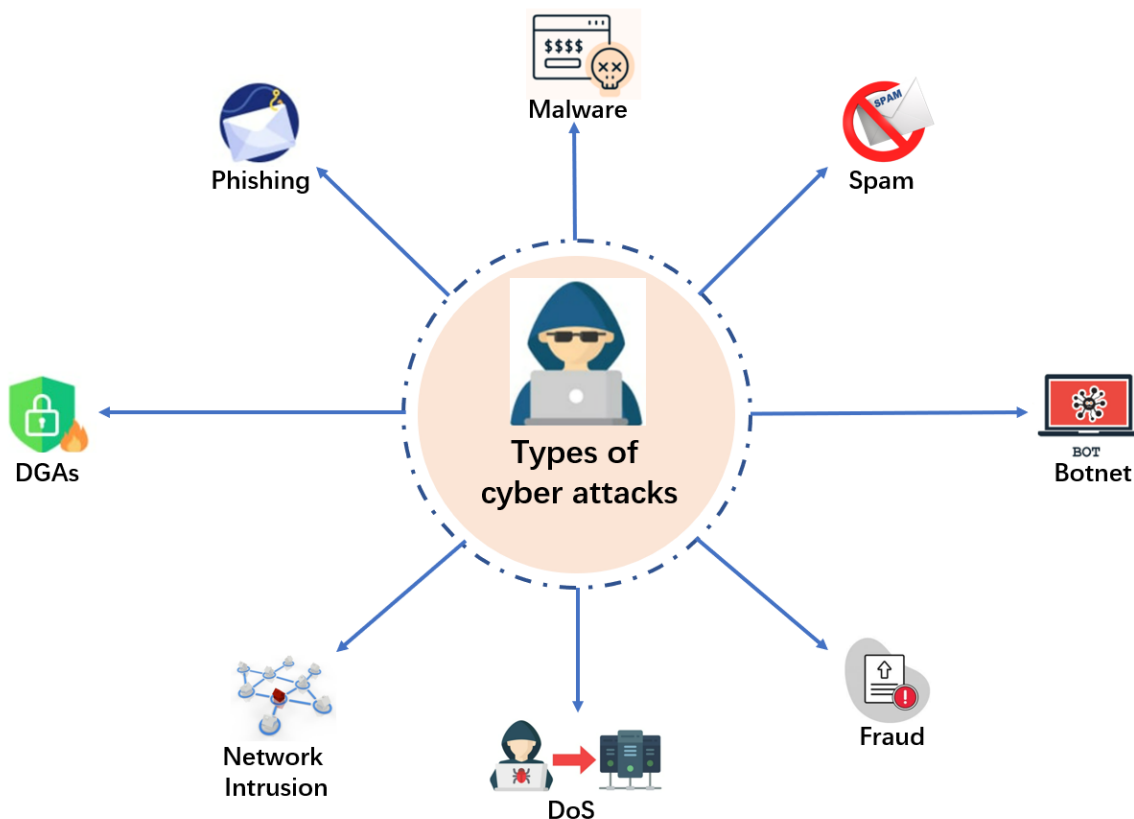 $$$$
Malware
SPAM
Spam
Phishing
Types of
cyber attacks
DGAs
BOT
Botnet
Network
Intrusion
DoS
Fraud